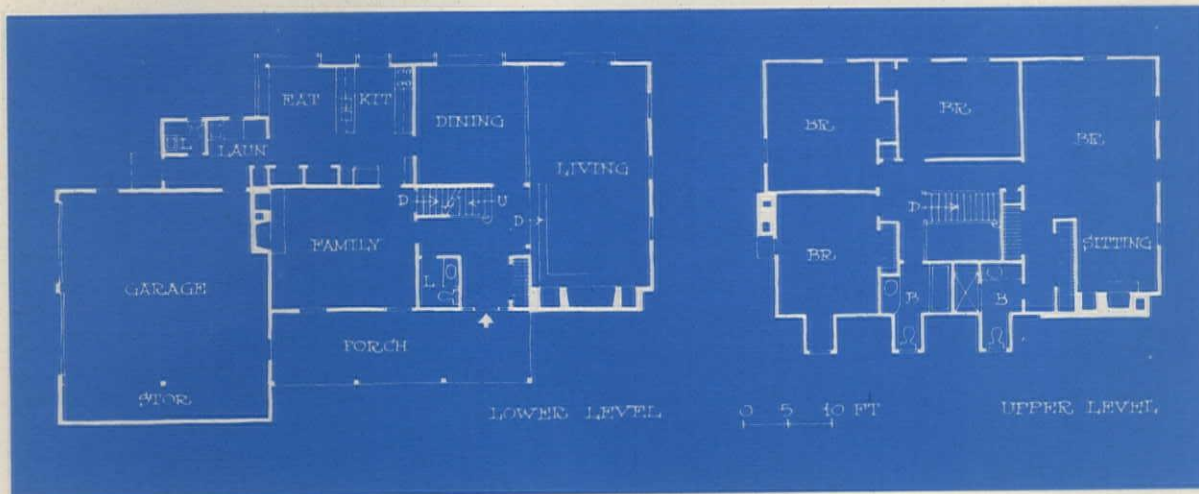 EAT
KIT
DINING
L
LAUN
LIVING
D
U
D
FAMILY
L
GARAGE
PORCH
STOR
LOWER LEVEL
BR
BR
BR
D
BR
SITTING
B
B
0 5 10 FT
UPPER LEVEL